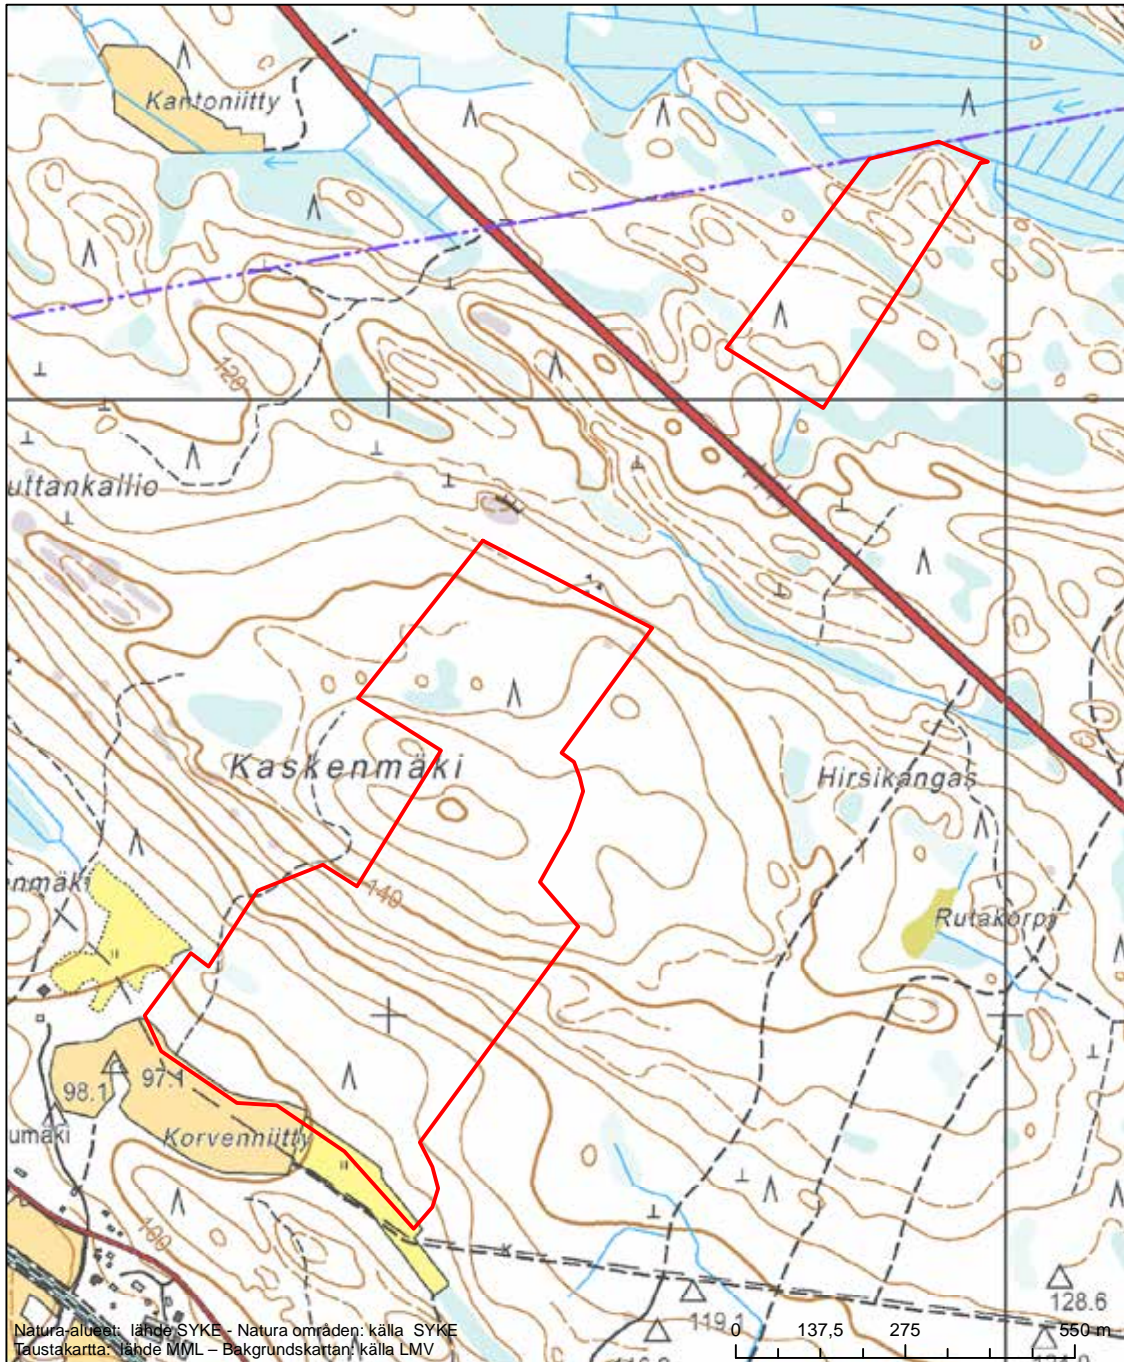 Kantoniitty
120
uttankallio
Kaskenmäki
Hirsikangas
140
enmäki
Rutakorpi
98.1
97.1
umäki
Korvenniitty
100
119.1
128.6
Natura-alueet: lähde SYKE - Natura områden: källa SYKE
Taustakartta: lähde MML – Bakgrundskartan: källa LMV
0 137,5 275 550 m